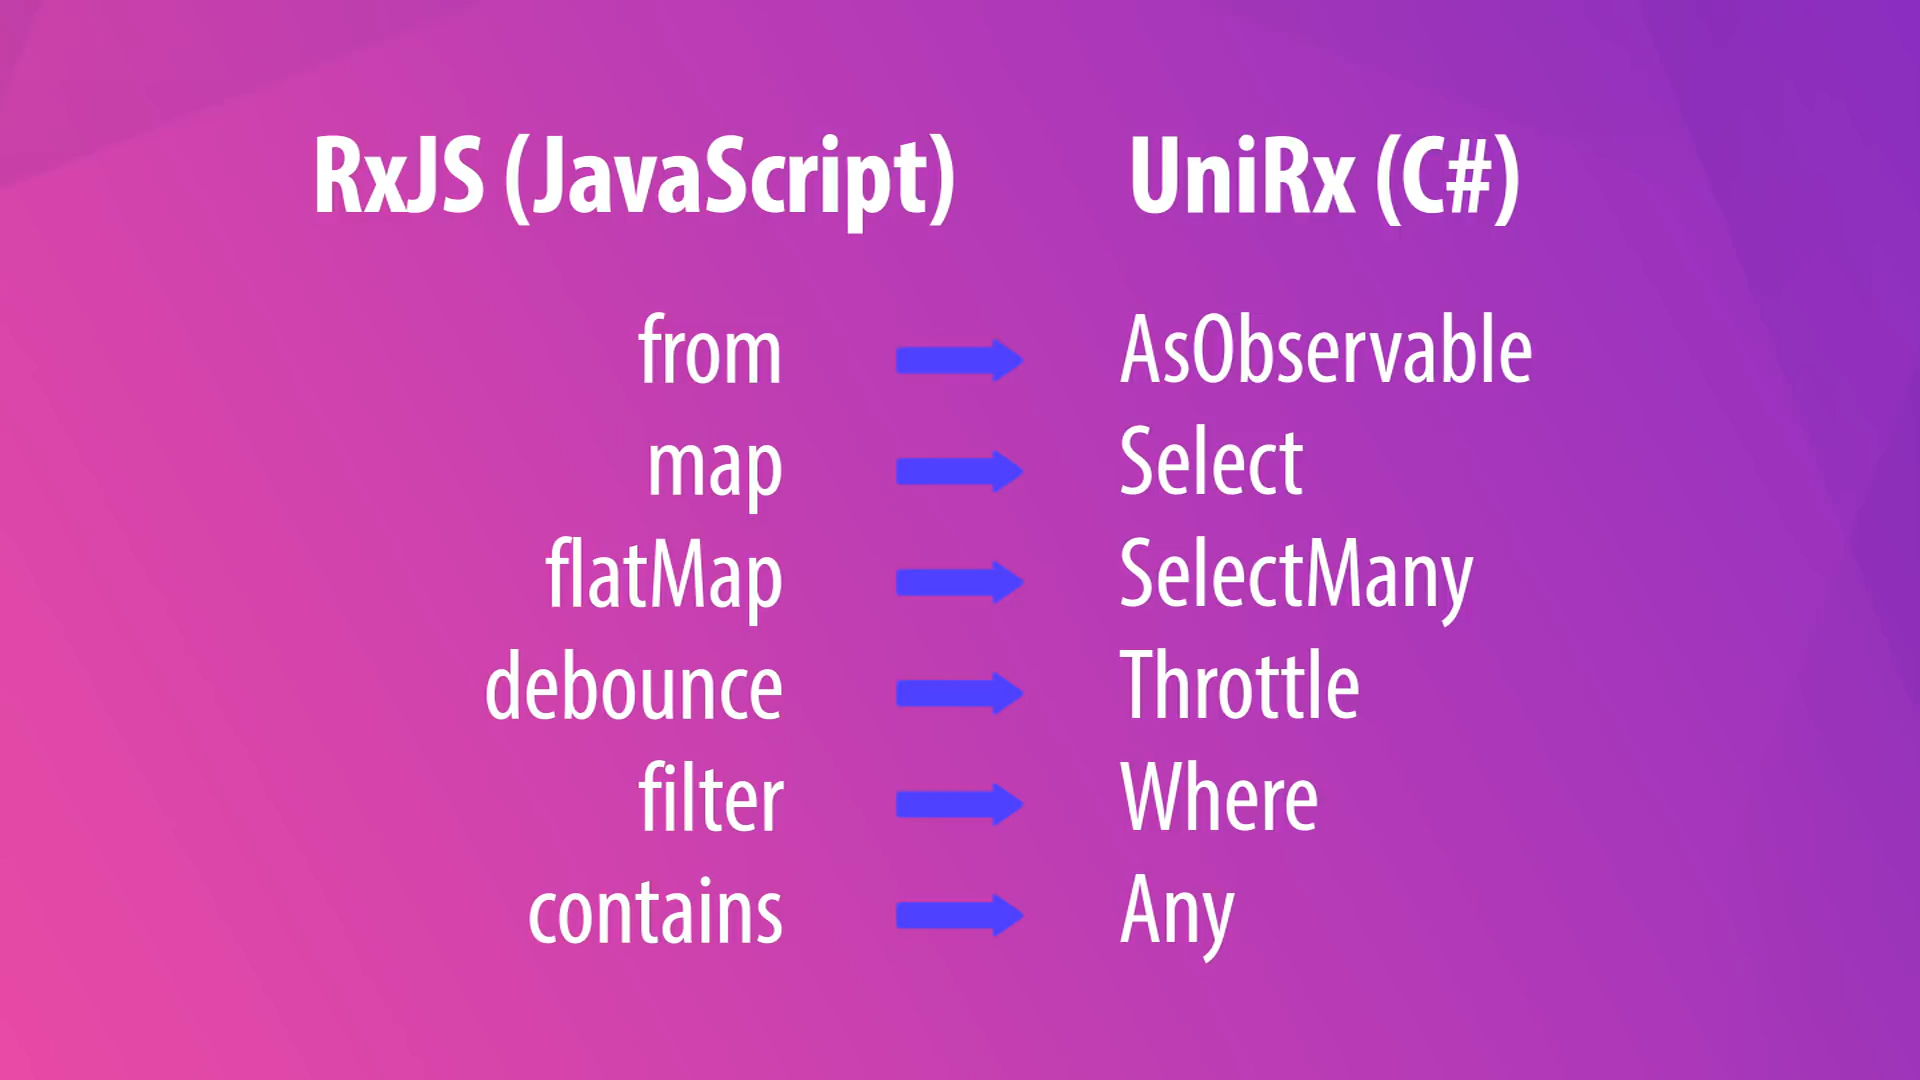 RxJS (JavaScript) UniRx (C#)
from AsObservable
map Select
flatMap SelectMany
debounce Throttle
filter Where
contains Any